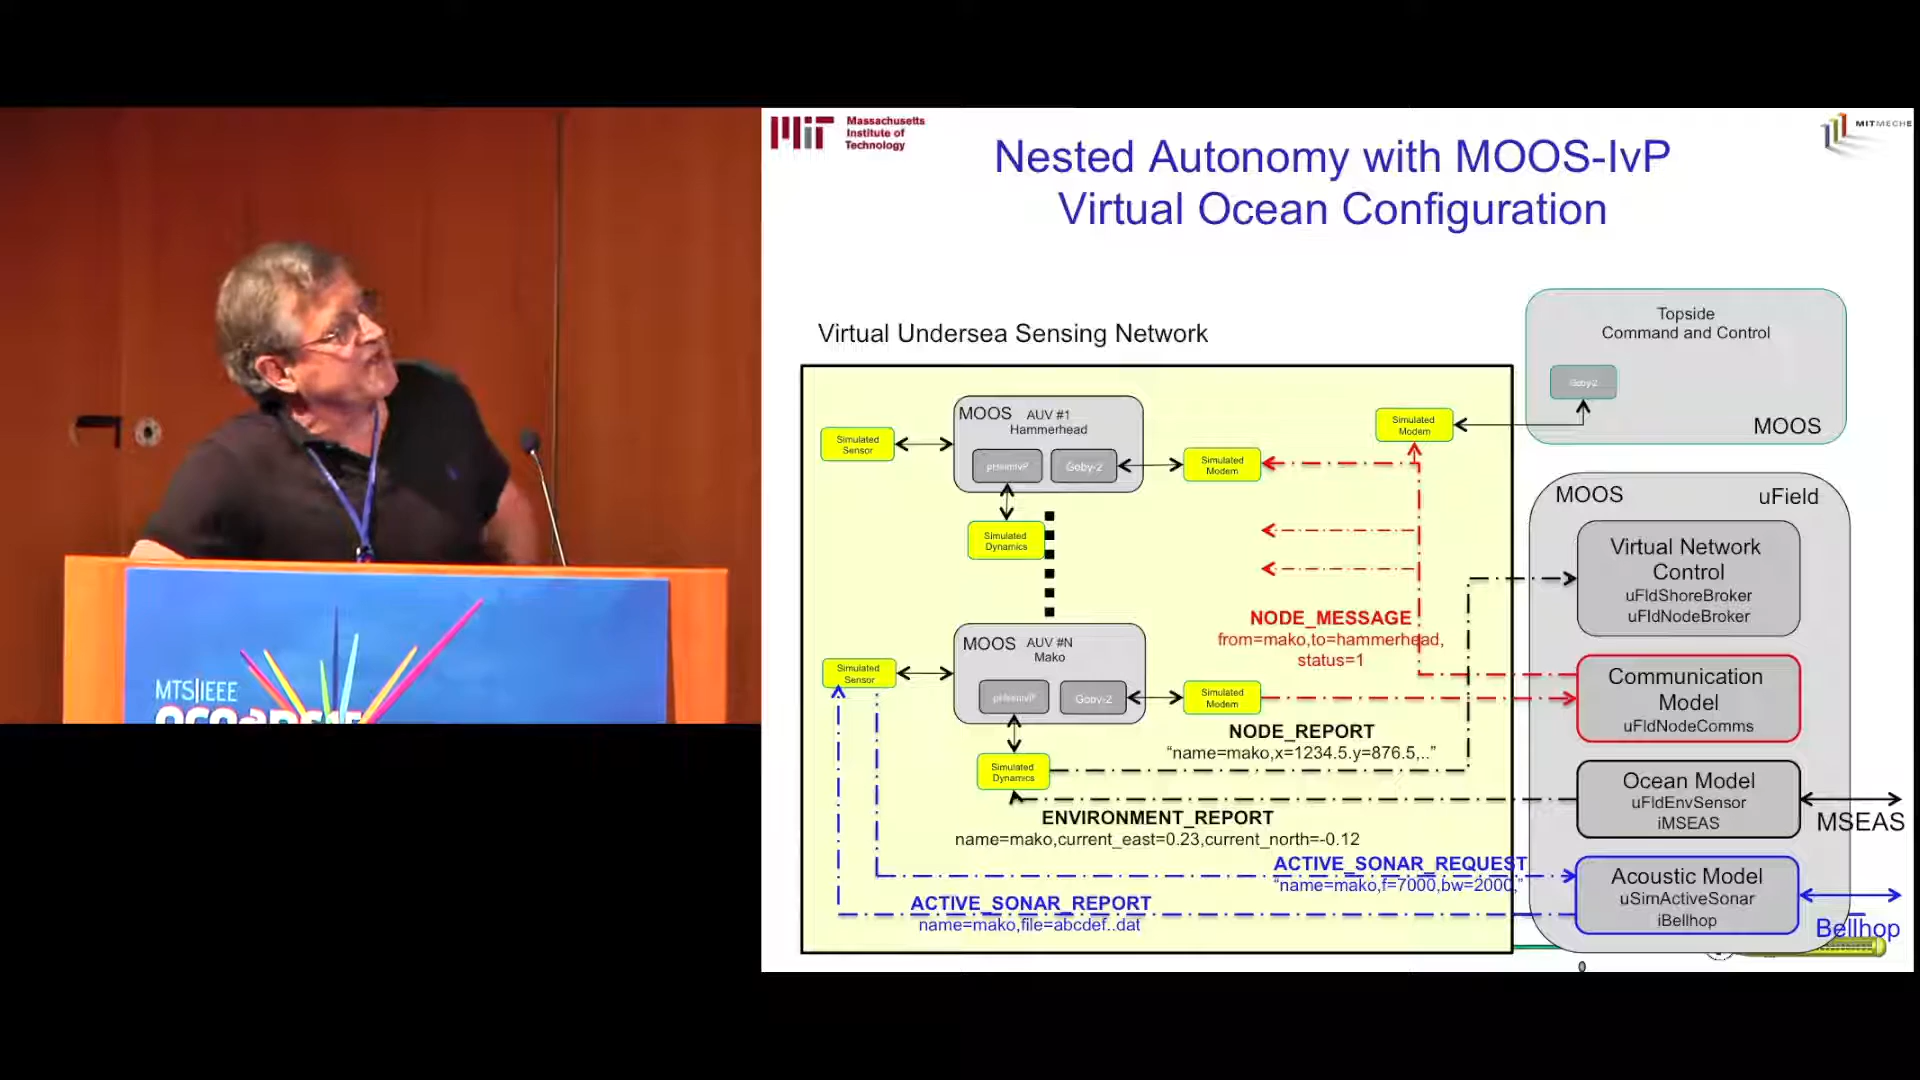 MTS|IEEE
Massachusetts
Institute of
Technology
MITMECHE
Nested Autonomy with MOOS-IvP
Virtual Ocean Configuration
Virtual Undersea Sensing Network
Topside
Command and Control
Goby-2
MOOS
MOOS AUV #1
Hammerhead
Simulated
Sensor
pHelmIvP
Goby-2
Simulated
Modem
Simulated
Modem
Simulated
Dynamics
MOOS uField
Virtual Network
Control
uFldShoreBroker
uFldNodeBroker
NODE_MESSAGE
from=mako,to=hammerhead,
status=1
MOOS AUV #N
Mako
Simulated
Sensor
pHelmIvP
Goby-2
Simulated
Modem
Communication
Model
uFldNodeComms
NODE_REPORT
“name=mako,x=1234.5.y=876.5,..”
Simulated
Dynamics
Ocean Model
uFldEnvSensor
iMSEAS
MSEAS
ENVIRONMENT_REPORT
name=mako,current_east=0.23,current_north=-0.12
ACTIVE_SONAR_REQUEST
“name=mako,f=7000,bw=2000,”
Acoustic Model
uSimActiveSonar
iBellhop
Bellhop
ACTIVE_SONAR_REPORT
name=mako,file=abcdef..dat